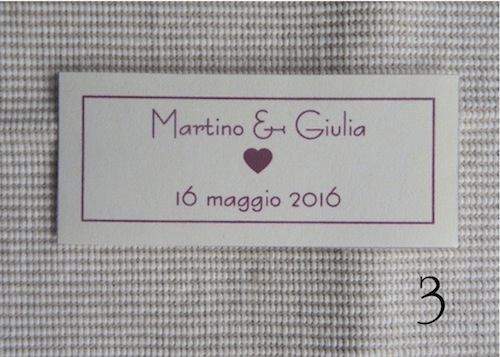 Martino & Giulia
16 maggio 2016
3